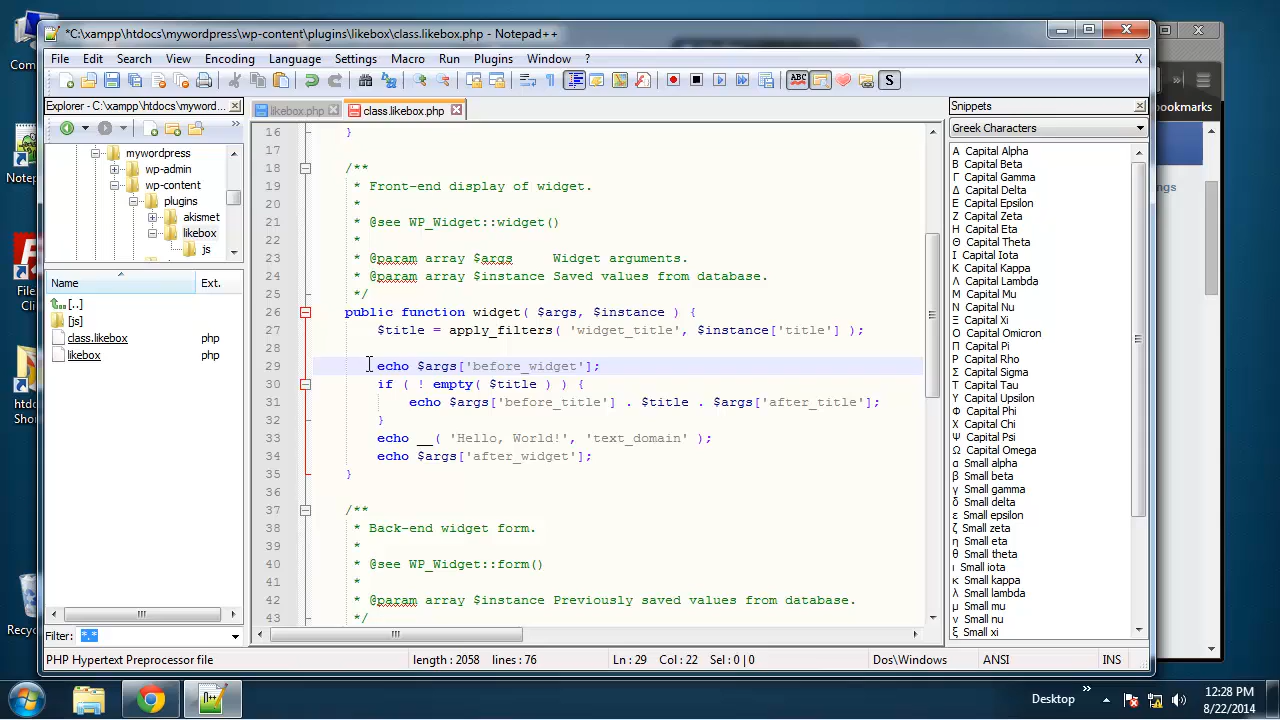 Com
*C:\xampp\htdocs\mywordpress\wp-content\plugins\likebox\class.likebox.php - Notepad++
File Edit Search View Encoding Language Settings Macro Run Plugins Window ? X
Explorer - C:\xampp\htdocs\myword...
likebox.php class.likebox.php
Snippets
Greek Characters
mywordpress
wp-admin
wp-content
plugins
akismet
likebox
js
Name Ext.
[..]
[js]
class.likebox php
likebox php
Filter: *.*
16 }
17
18 /**
19 * Front-end display of widget.
20 *
21 * @see WP_Widget::widget()
22 *
23 * @param array $args Widget arguments.
24 * @param array $instance Saved values from database.
25 */
26 public function widget( $args, $instance ) {
27 $title = apply_filters( 'widget_title', $instance['title'] );
28
29 echo $args['before_widget'];
30 if ( ! empty( $title ) ) {
31 echo $args['before_title'] . $title . $args['after_title'];
32 }
33 echo __( 'Hello, World!', 'text_domain' );
34 echo $args['after_widget'];
35 }
36
37 /**
38 * Back-end widget form.
39 *
40 * @see WP_Widget::form()
41 *
42 * @param array $instance Previously saved values from database.
43 */
Α Capital Alpha
Β Capital Beta
Γ Capital Gamma
Δ Capital Delta
Ε Capital Epsilon
Ζ Capital Zeta
Η Capital Eta
Θ Capital Theta
Ι Capital Iota
Κ Capital Kappa
Λ Capital Lamda
Μ Capital Mu
Ν Capital Nu
Ξ Capital Xi
Ο Capital Omicron
Π Capital Pi
Ρ Capital Rho
Σ Capital Sigma
Τ Capital Tau
Υ Capital Upsilon
Φ Capital Phi
Χ Capital Chi
Ψ Capital Psi
Ω Capital Omega
α Small alpha
β Small beta
γ Small gamma
δ Small delta
ε Small epsilon
ζ Small zeta
η Small eta
θ Small theta
ι Small iota
κ Small kappa
λ Small lambda
μ Small mu
ν Small nu
ξ Small xi
PHP Hypertext Preprocessor file length : 2058 lines : 76 Ln : 29 Col : 22 Sel : 0 | 0 Dos\Windows ANSI INS
Notep
File
Cli
htdo
Shor
Recyc
ookmarks
ngs
Desktop
12:28 PM
8/22/2014